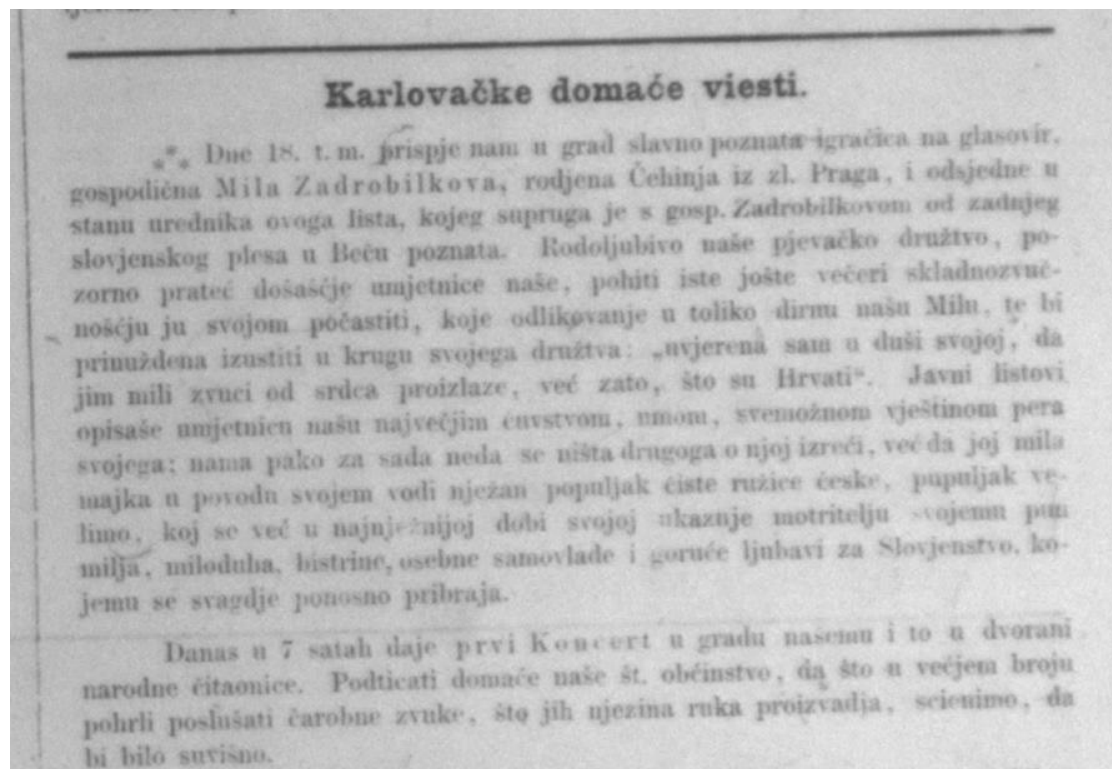 Karlovačke domaće viesti.
*** Dne 18. t. m. prispje nam u grad slavno poznata igračica na glasovir,
gospodična Mila Zadrobilkova, rodjena Čehinja iz zl. Praga, i odsjedne u
stanu urednika ovoga lista, kojeg supruga je s gosp. Zadrobilkovom od zadnjeg
slovjenskog plesa u Beču poznata. Rodoljubivo naše pjevačko družtvo, po-
zorno prateć došašćje umjetnice naše, pohiti iste jošte večeri skladnozvuč-
nošćju ju svojom počastiti, koje odlikovanje u toliko dirnu našu Milu, te bi
prinuždena izustiti u krugu svojega družtva: „uvjerena sam u duši svojoj, da
jim mili zvuci od srdca proizlaze, već zato, što su Hrvati“. Javni listovi
opisaše umjetnicu našu najvećjim ćuvstvom, umom, svemožnom vještinom pera
svojega; nama pako za sada neda se ništa drugoga o njoj izreći, već da joj mila
majka u povodu svojem vodi nježan populjak čiste ružice česke, pupuljak ve-
limo, koj se već u najnježnijoj dobi svojoj ukazuje motritelju svojemu pun
milja, miloduha, bistrine, osebne samovlade i goruće ljubavi za Slovjenstvo, ko-
jemu se svagdje ponosno pribraja.
Danas u 7 satah daje prvi Koncert u gradu našemu i to u dvorani
narodne čitaonice. Podticati domaće naše št. občinstvo, da što u većjem broju
pohrli poslušati čarobne zvuke, što jih njezina ruka proizvadja, scienimo, da
bi bilo suvišno.